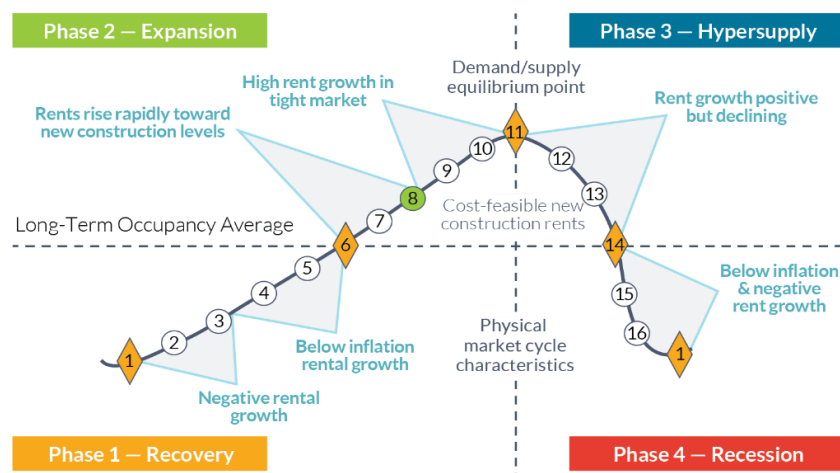 Phase 2 — Expansion
Phase 3 — Hypersupply
Demand/supply
equilibrium point
High rent growth in
tight market
Rents rise rapidly toward
new construction levels
Rent growth positive
but declining
11
10
12
9
13
8
7
Cost-feasible new
construction rents
Long-Term Occupancy Average
6
14
5
4
3
2
1
15
16
1
Below inflation
& negative
rent growth
Physical
market cycle
characteristics
Below inflation
rental growth
Negative rental
growth
Phase 1 — Recovery
Phase 4 — Recession